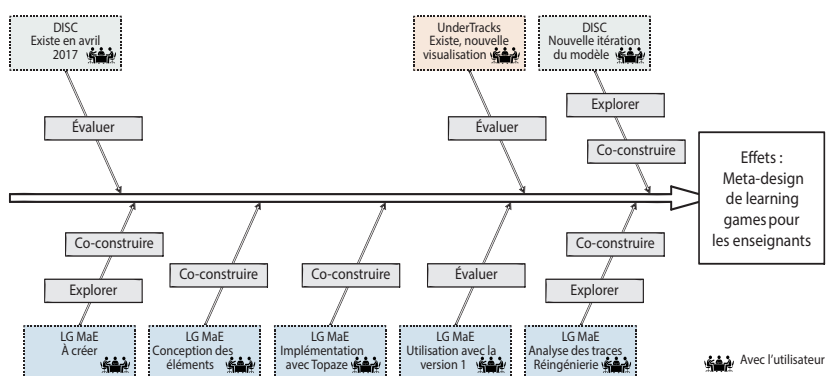 DISC
Existe en avril
2017
UnderTracks
Existe, nouvelle
visualisation
DISC
Nouvelle itération
du modèle
Explorer
Évaluer
Évaluer
Co-construire
Effets :
Meta-design
de learning
games pour
les enseignants
Co-construire
Explorer
Co-construire
Co-construire
Évaluer
Co-construire
Explorer
LG MaE
À créer
LG MaE
Conception des
éléments
LG MaE
Implémentation
avec Topaze
LG MaE
Utilisation avec la
version 1
LG MaE
Analyse des traces
Réingénierie
Avec l'utilisateur